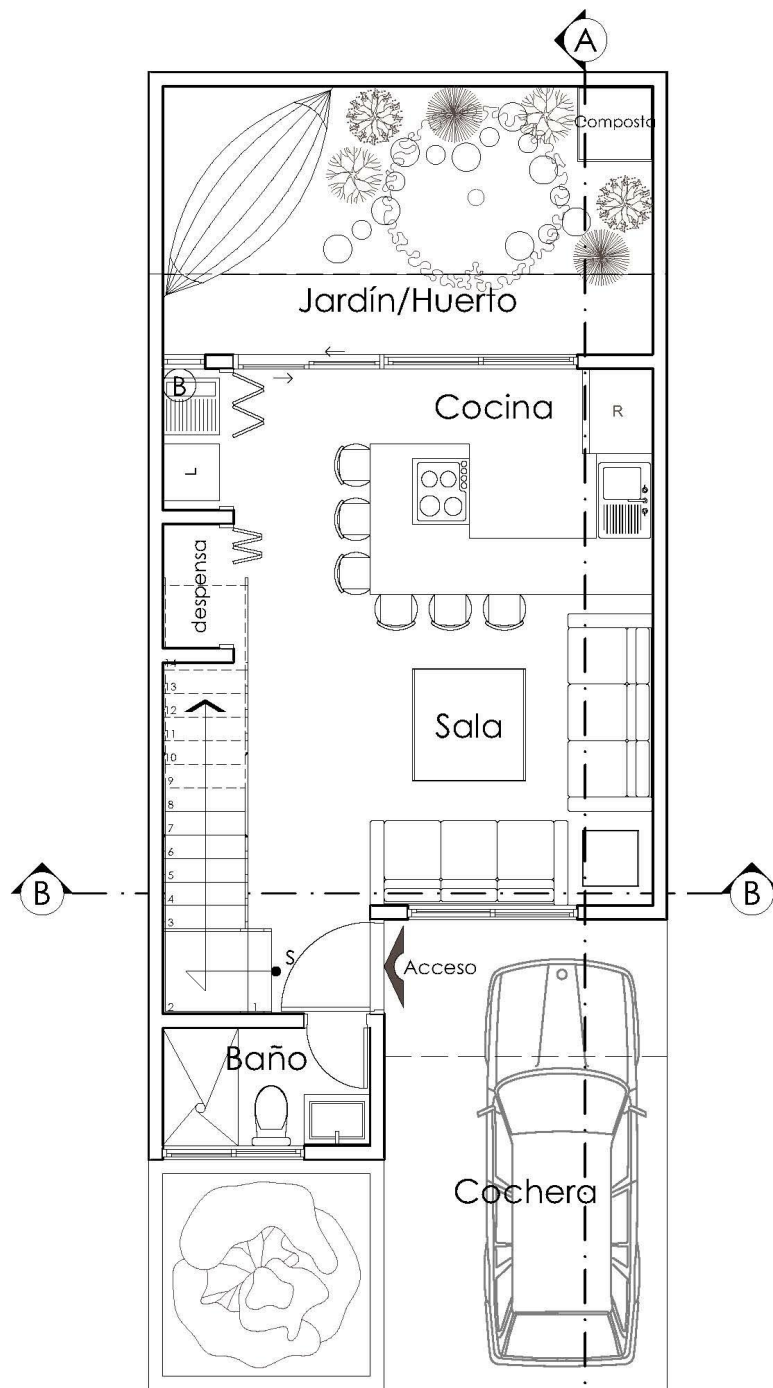 A
Composta
Jardín/Huerto
B
Cocina
R
L
despensa
14
13
12
11
10
9
8
7
6
5
4
3
Sala
B
B
S
Acceso
2
1
Baño
Cochera